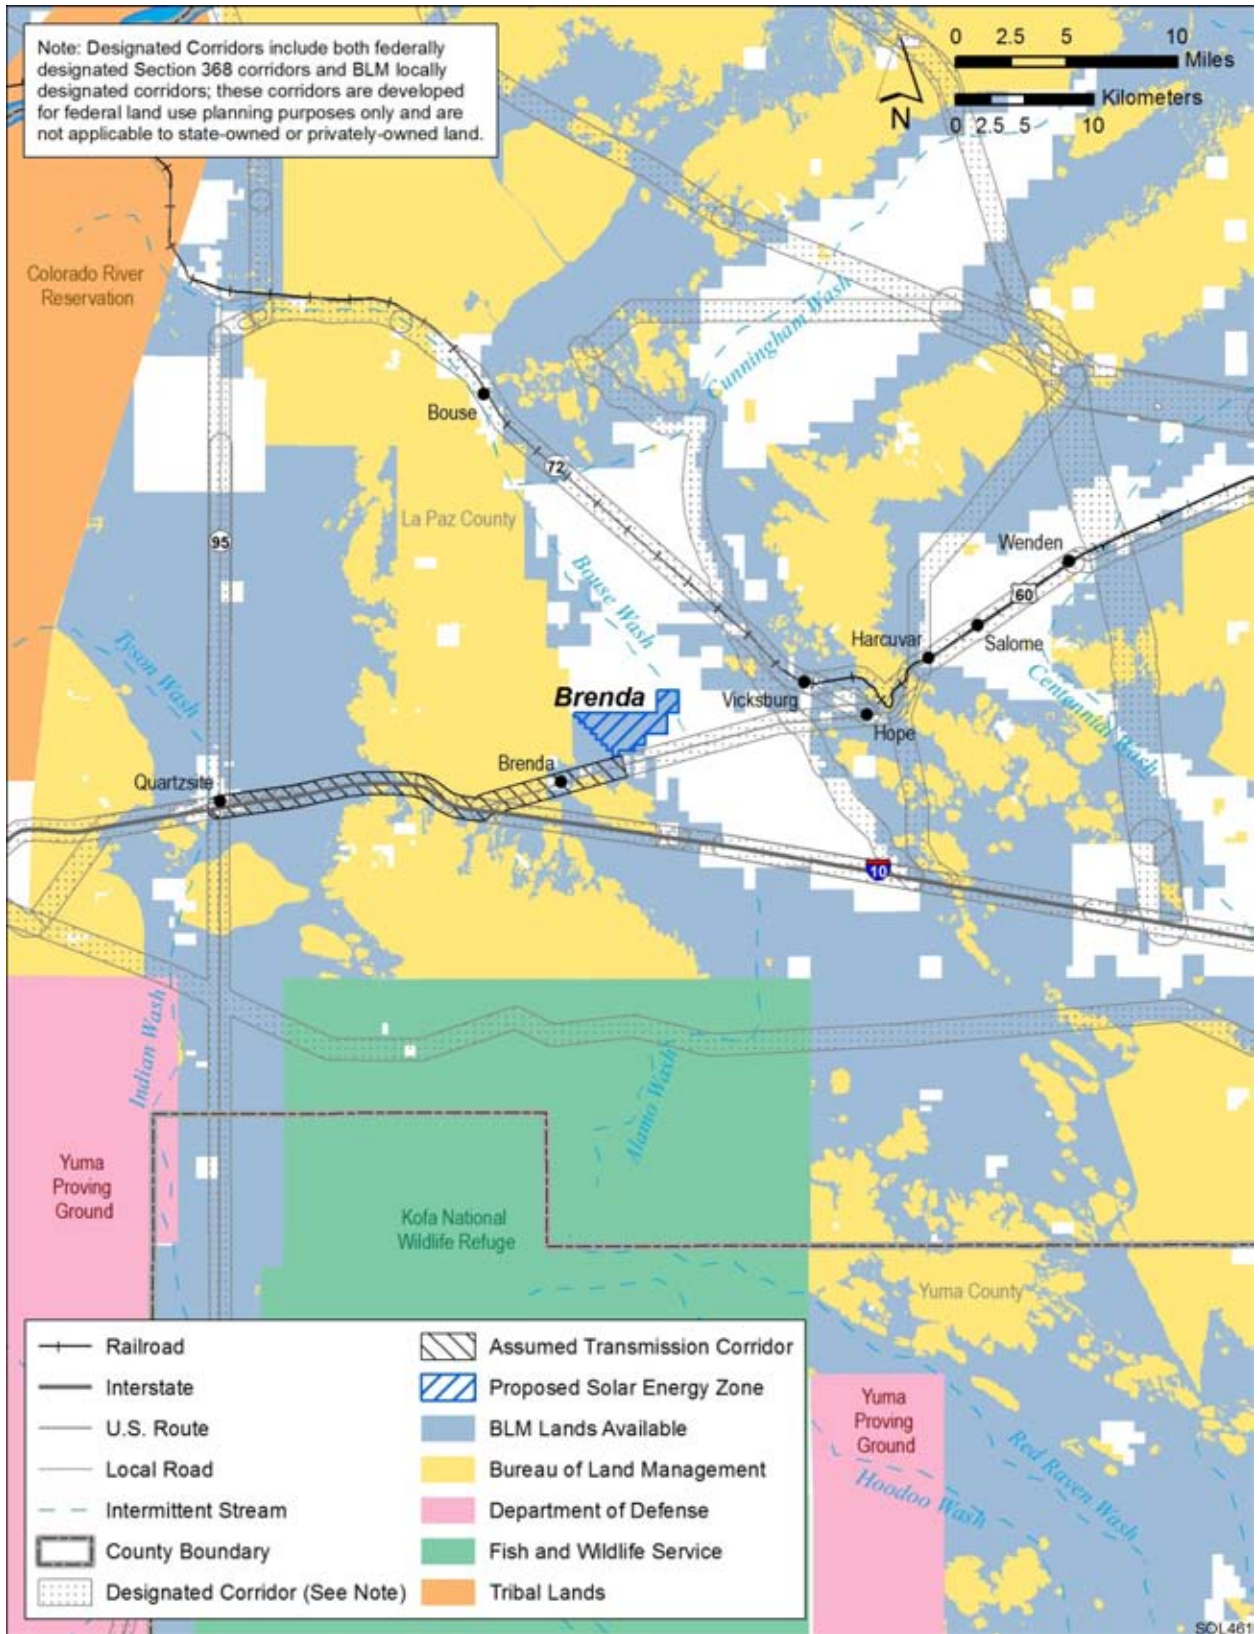 Note: Designated Corridors include both federally
designated Section 368 corridors and BLM locally
designated corridors; these corridors are developed
for federal land use planning purposes only and are
not applicable to state-owned or privately-owned land.
0 2.5 5 10
Miles
Kilometers
0 2.5 5 10
N
Colorado River
Reservation
Cunningham Wash
Bouse
72
La Paz County
95
Wenden
Bouse Wash
60
Harcuvar
Salome
Tyson Wash
Brenda
Vicksburg
Centennial Wash
Hope
Brenda
Quartzsite
10
Indian Wash
Alamo Wash
Yuma
Proving
Ground
Kofa National
Wildlife Refuge
Yuma County
Yuma
Proving
Ground
Red Raven Wash
Hoodoo Wash
Railroad
Interstate
U.S. Route
Local Road
Intermittent Stream
County Boundary
Designated Corridor (See Note)
Assumed Transmission Corridor
Proposed Solar Energy Zone
BLM Lands Available
Bureau of Land Management
Department of Defense
Fish and Wildlife Service
Tribal Lands
SOL461